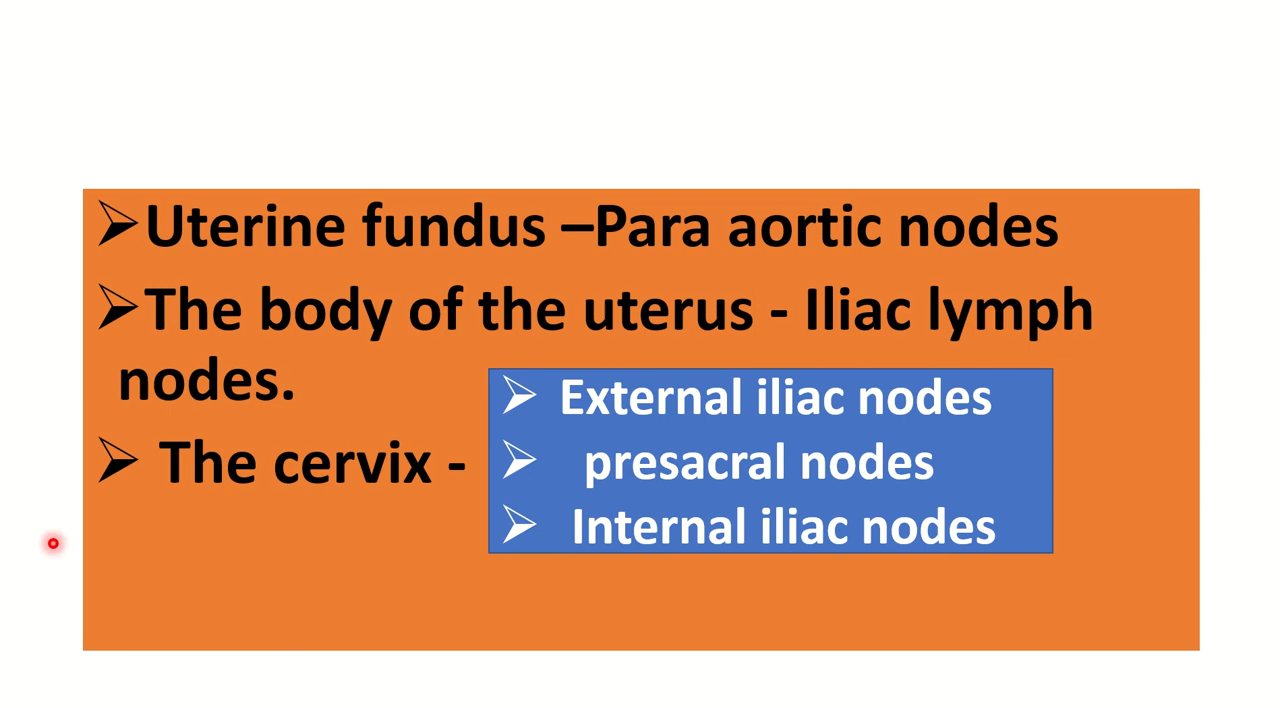 ➢Uterine fundus –Para aortic nodes
➢The body of the uterus - Iliac lymph
nodes.
➢ The cervix -
➢ External iliac nodes
➢ presacral nodes
➢ Internal iliac nodes